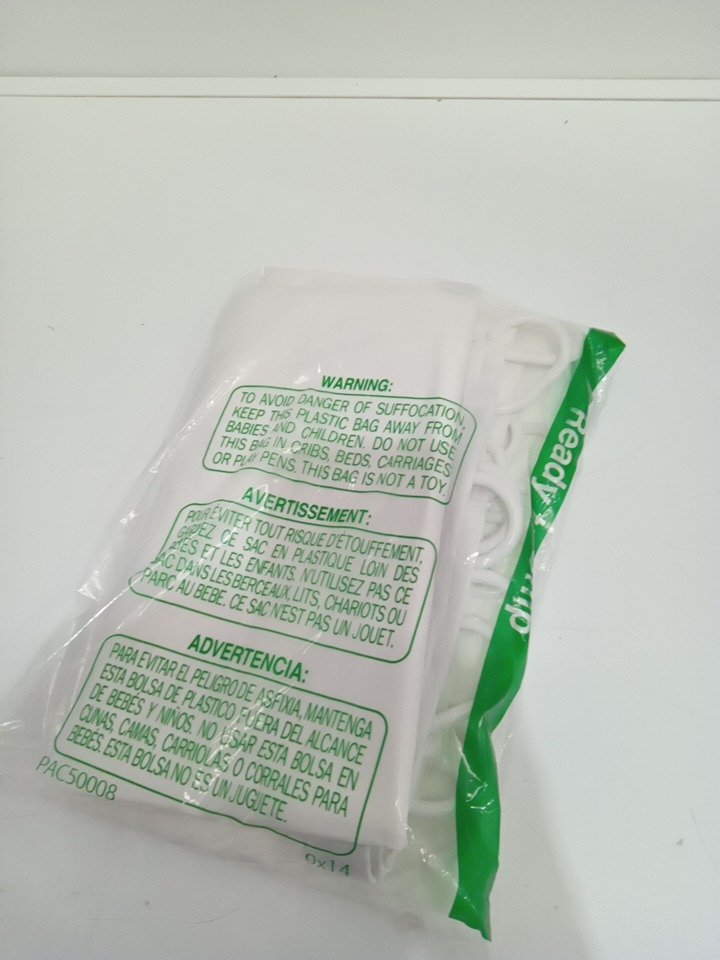 WARNING:
TO AVOID DANGER OF SUFFOCATION,
KEEP THIS PLASTIC BAG AWAY FROM
BABIES AND CHILDREN. DO NOT USE
THIS BAG IN CRIBS, BEDS, CARRIAGES
OR PLAY PENS. THIS BAG IS NOT A TOY.
AVERTISSEMENT:
POUR ÉVITER TOUT RISQUE D'ÉTOUFFEMENT,
GARDEZ CE SAC EN PLASTIQUE LOIN DES
ET LES ENFANTS. N'UTILISEZ PAS CE
SAC DANS LES BERCEAUX, LITS, CHARIOTS OU
PARC AU BEBE. CE SAC N'EST PAS UN JOUET.
ADVERTENCIA:
PARA EVITAR EL PELIGRO DE ASFIXIA, MANTENGA
ESTA BOLSA DE PLASTICO FUERA DEL ALCANCE
DE BEBÉS Y NIÑOS. NO USAR ESTA BOLSA EN
CUNAS, CAMAS, CARRIOLAS O CORRALES PARA
BEBÉS. ESTA BOLSA NO ES UN JUGUETE.
PAC50008
9x14
Ready